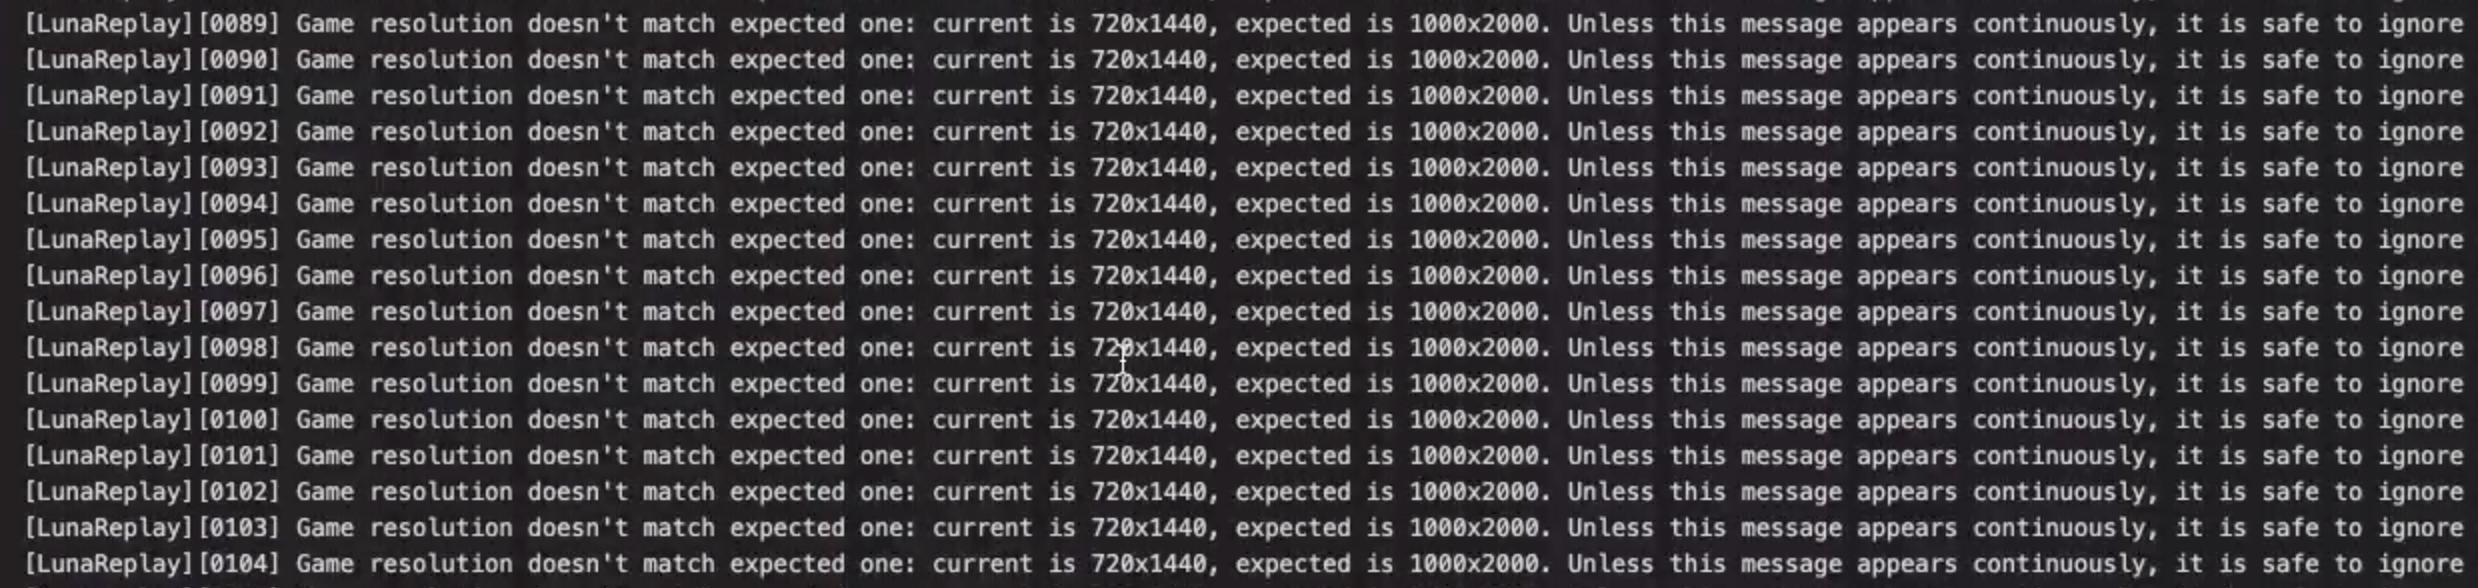 [LunaReplay][0089] Game resolution doesn't match expected one: current is 720x1440, expected is 1000x2000. Unless this message appears continuously, it is safe to ignore
[LunaReplay][0090] Game resolution doesn't match expected one: current is 720x1440, expected is 1000x2000. Unless this message appears continuously, it is safe to ignore
[LunaReplay][0091] Game resolution doesn't match expected one: current is 720x1440, expected is 1000x2000. Unless this message appears continuously, it is safe to ignore
[LunaReplay][0092] Game resolution doesn't match expected one: current is 720x1440, expected is 1000x2000. Unless this message appears continuously, it is safe to ignore
[LunaReplay][0093] Game resolution doesn't match expected one: current is 720x1440, expected is 1000x2000. Unless this message appears continuously, it is safe to ignore
[LunaReplay][0094] Game resolution doesn't match expected one: current is 720x1440, expected is 1000x2000. Unless this message appears continuously, it is safe to ignore
[LunaReplay][0095] Game resolution doesn't match expected one: current is 720x1440, expected is 1000x2000. Unless this message appears continuously, it is safe to ignore
[LunaReplay][0096] Game resolution doesn't match expected one: current is 720x1440, expected is 1000x2000. Unless this message appears continuously, it is safe to ignore
[LunaReplay][0097] Game resolution doesn't match expected one: current is 720x1440, expected is 1000x2000. Unless this message appears continuously, it is safe to ignore
[LunaReplay][0098] Game resolution doesn't match expected one: current is 720x1440, expected is 1000x2000. Unless this message appears continuously, it is safe to ignore
[LunaReplay][0099] Game resolution doesn't match expected one: current is 720x1440, expected is 1000x2000. Unless this message appears continuously, it is safe to ignore
[LunaReplay][0100] Game resolution doesn't match expected one: current is 720x1440, expected is 1000x2000. Unless this message appears continuously, it is safe to ignore
[LunaReplay][0101] Game resolution doesn't match expected one: current is 720x1440, expected is 1000x2000. Unless this message appears continuously, it is safe to ignore
[LunaReplay][0102] Game resolution doesn't match expected one: current is 720x1440, expected is 1000x2000. Unless this message appears continuously, it is safe to ignore
[LunaReplay][0103] Game resolution doesn't match expected one: current is 720x1440, expected is 1000x2000. Unless this message appears continuously, it is safe to ignore
[LunaReplay][0104] Game resolution doesn't match expected one: current is 720x1440, expected is 1000x2000. Unless this message appears continuously, it is safe to ignore